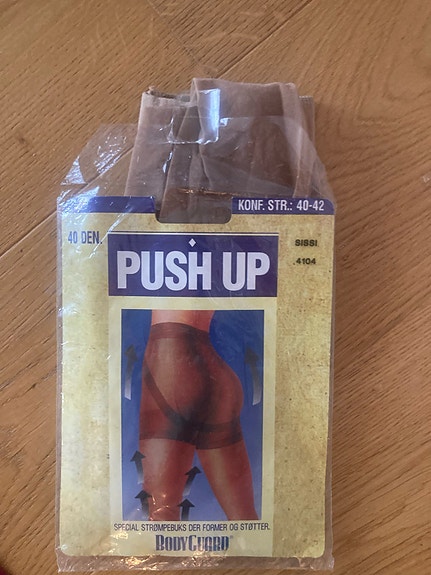 KONF. STR.: 40-42
40 DEN.
SISSI
4104
PUSH UP
SPECIAL STRØMPEBUKS DER FORMER OG STØTTER.
BODYGUARD